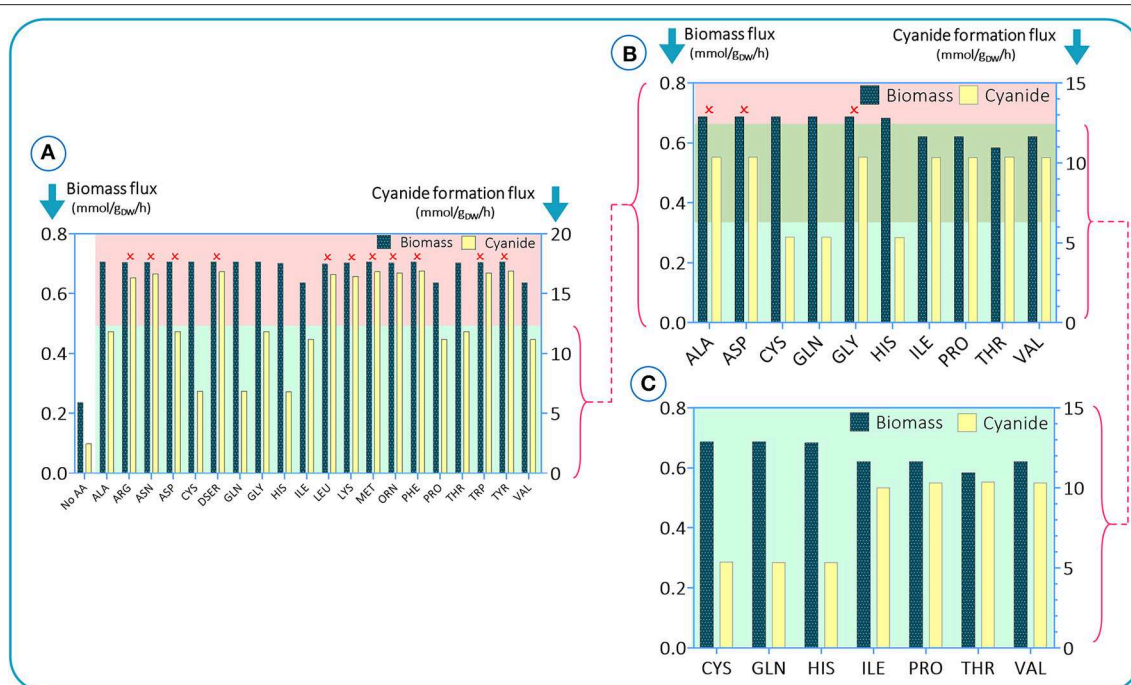 A
Biomass flux
(mmol/gDW/h)
Cyanide formation flux
(mmol/gDW/h)
Biomass Cyanide
0.8
0.6
0.4
0.2
0.0
20
15
10
5
0
x x x x x x x x x x x
No AA ALA ARG ASN ASP CYS DSER GLN GLY HIS ILE LEU LYS MET ORN PHE PRO THR TRP TYR VAL
B
Biomass flux
(mmol/gDW/h)
Cyanide formation flux
(mmol/gDW/h)
Biomass Cyanide
0.8
0.6
0.4
0.2
0.0
15
10
5
0
x x x
ALA ASP CYS GLN GLY HIS ILE PRO THR VAL
C
Biomass Cyanide
0.8
0.6
0.4
0.2
0.0
15
10
5
0
CYS GLN HIS ILE PRO THR VAL